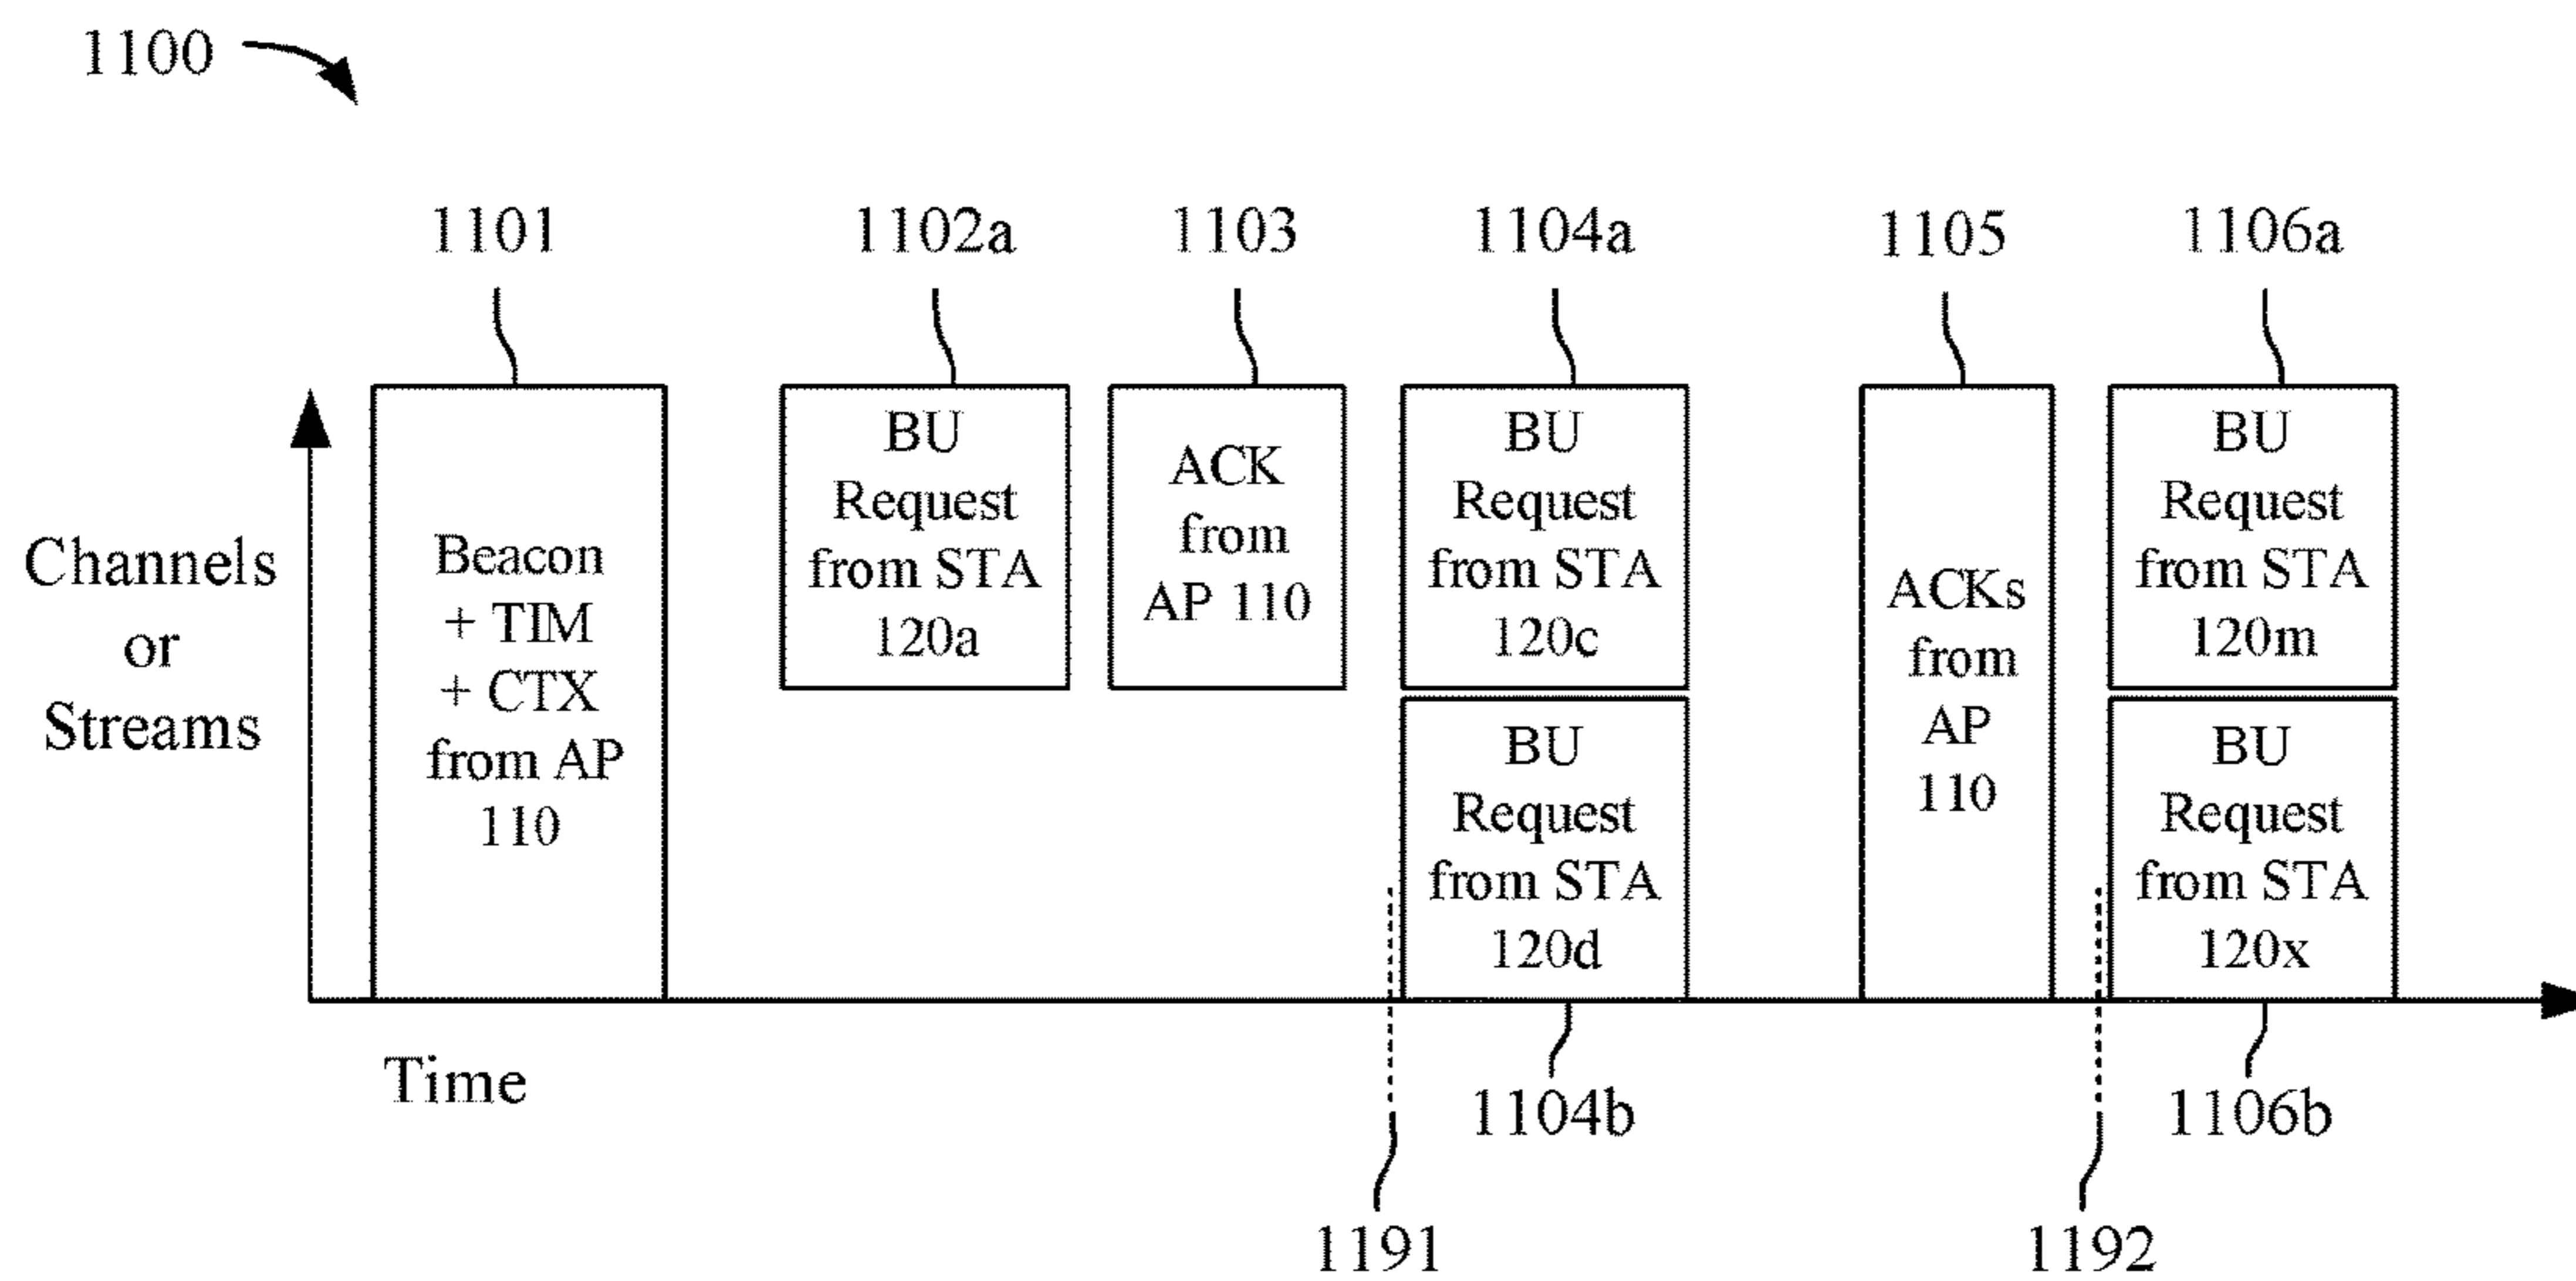 1100
1101
1102a
1103
1104a
1105
1106a
Channels
or
Streams
Beacon
+ TIM
+ CTX
from AP
110
BU
Request
from STA
120a
ACK
from
AP 110
BU
Request
from STA
120c
BU
Request
from STA
120d
ACKs
from
AP
110
BU
Request
from STA
120m
BU
Request
from STA
120x
Time
1104b
1106b
1191
1192